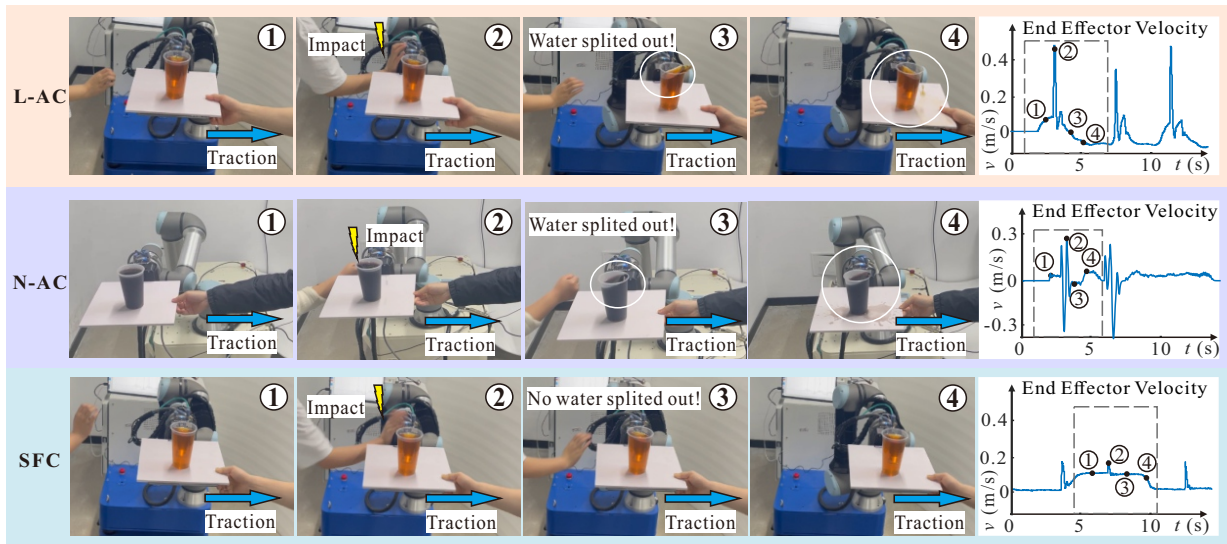 L-AC
①
Traction
Impact
②
Traction
Water splited out!
③
Traction
④
Traction
End Effector Velocity
v (m/s)
0.4
0.2
0
①
②
③
④
0
5
10
t (s)
N-AC
①
Traction
Impact
②
Traction
Water splited out!
③
Traction
④
Traction
End Effector Velocity
v (m/s)
0.3
0
-0.3
①
②
③
④
0
5
10
t (s)
SFC
①
Traction
Impact
②
Traction
No water splited out!
③
Traction
④
Traction
End Effector Velocity
v (m/s)
0.4
0.2
0
①
②
③
④
0
5
10
t (s)